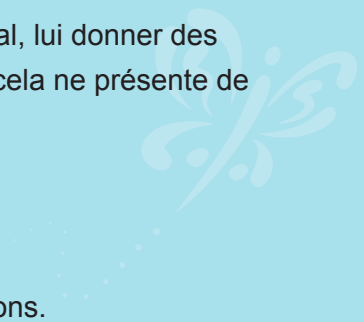 al, lui donner des
cela ne présente de
ons.